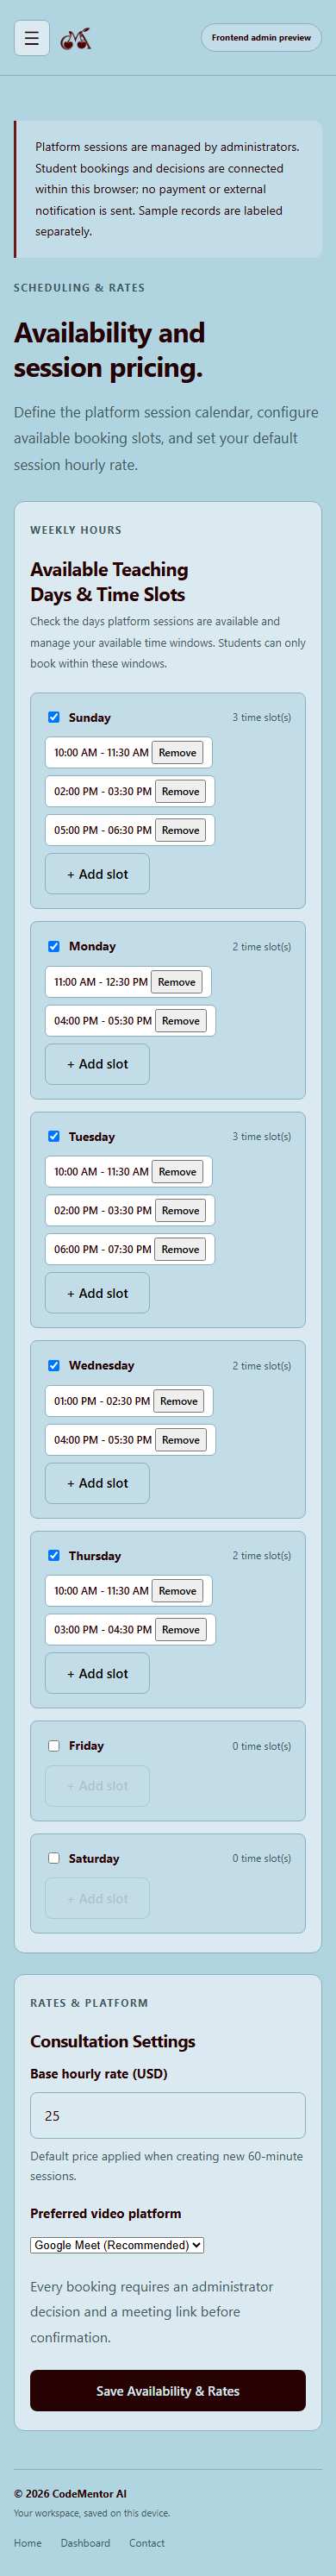 Frontend admin preview
Platform sessions are managed by administrators.
Student bookings and decisions are connected
within this browser; no payment or external
notification is sent. Sample records are labeled
separately.
SCHEDULING & RATES
Availability and
session pricing.
Define the platform session calendar, configure
available booking slots, and set your default
session hourly rate.
WEEKLY HOURS
Available Teaching
Days & Time Slots
Check the days platform sessions are available and
manage your available time windows. Students can only
book within these windows.
Sunday 3 time slot(s)
10:00 AM - 11:30 AM Remove
02:00 PM - 03:30 PM Remove
05:00 PM - 06:30 PM Remove
+ Add slot
Monday 2 time slot(s)
11:00 AM - 12:30 PM Remove
04:00 PM - 05:30 PM Remove
+ Add slot
Tuesday 3 time slot(s)
10:00 AM - 11:30 AM Remove
02:00 PM - 03:30 PM Remove
06:00 PM - 07:30 PM Remove
+ Add slot
Wednesday 2 time slot(s)
01:00 PM - 02:30 PM Remove
04:00 PM - 05:30 PM Remove
+ Add slot
Thursday 2 time slot(s)
10:00 AM - 11:30 AM Remove
03:00 PM - 04:30 PM Remove
+ Add slot
Friday 0 time slot(s)
+ Add slot
Saturday 0 time slot(s)
+ Add slot
RATES & PLATFORM
Consultation Settings
Base hourly rate (USD)
25
Default price applied when creating new 60-minute
sessions.
Preferred video platform
Google Meet (Recommended)
Every booking requires an administrator
decision and a meeting link before
confirmation.
Save Availability & Rates
© 2026 CodeMentor AI
Your workspace, saved on this device.
Home Dashboard Contact